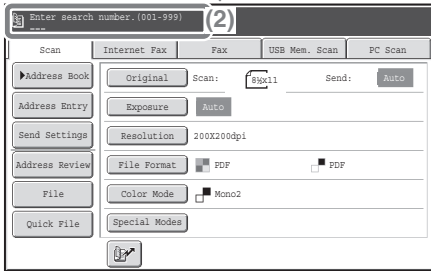 Enter search number.(001-999)
---
(2)
Scan Internet Fax Fax USB Mem. Scan PC Scan
Address Book Original Scan: 8½x11 Send: Auto
Address Entry Exposure Auto
Send Settings Resolution 200X200dpi
Address Review File Format PDF PDF
File Color Mode Mono2
Quick File Special Modes